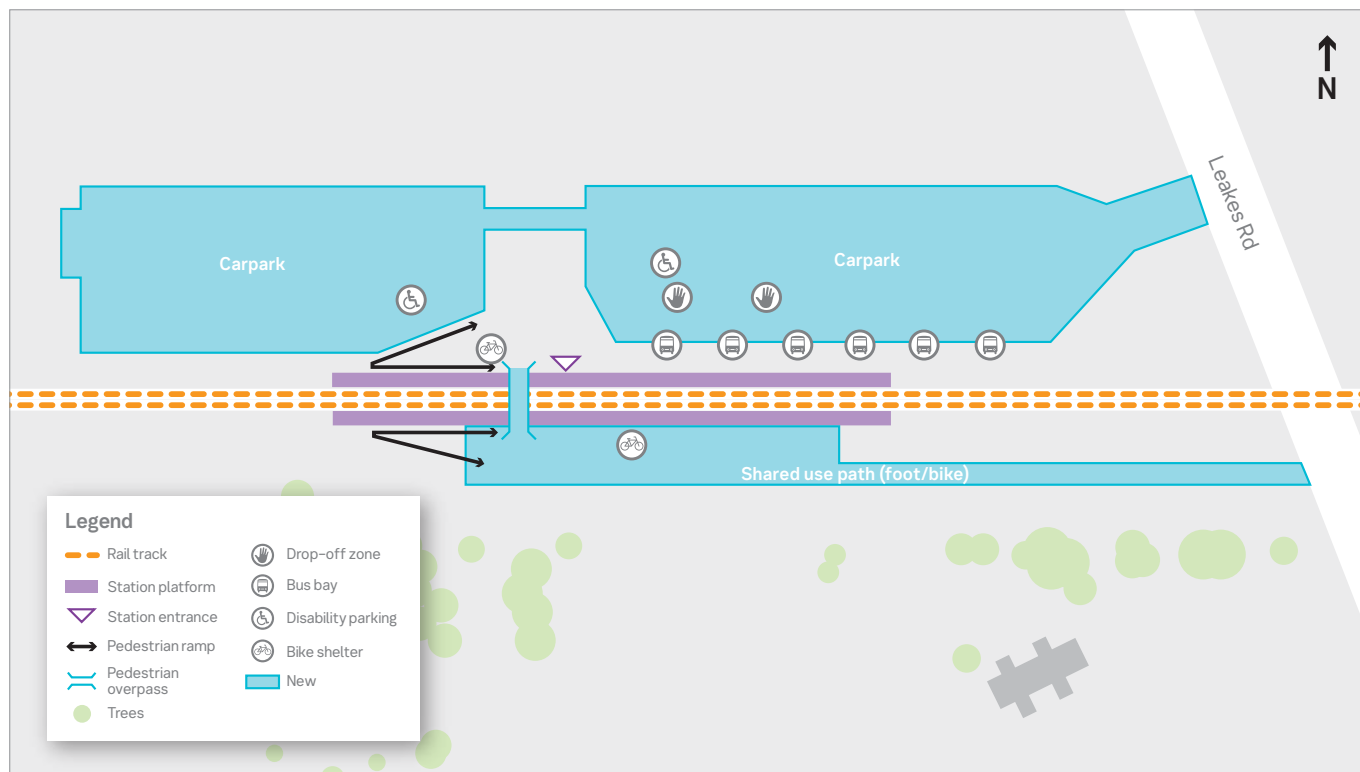 N
Leakes Rd
Carpark
Carpark
Shared use path (foot/bike)
Legend
Rail track
Station platform
Station entrance
Pedestrian ramp
Pedestrian
overpass
Trees
Drop-off zone
Bus bay
Disability parking
Bike shelter
New